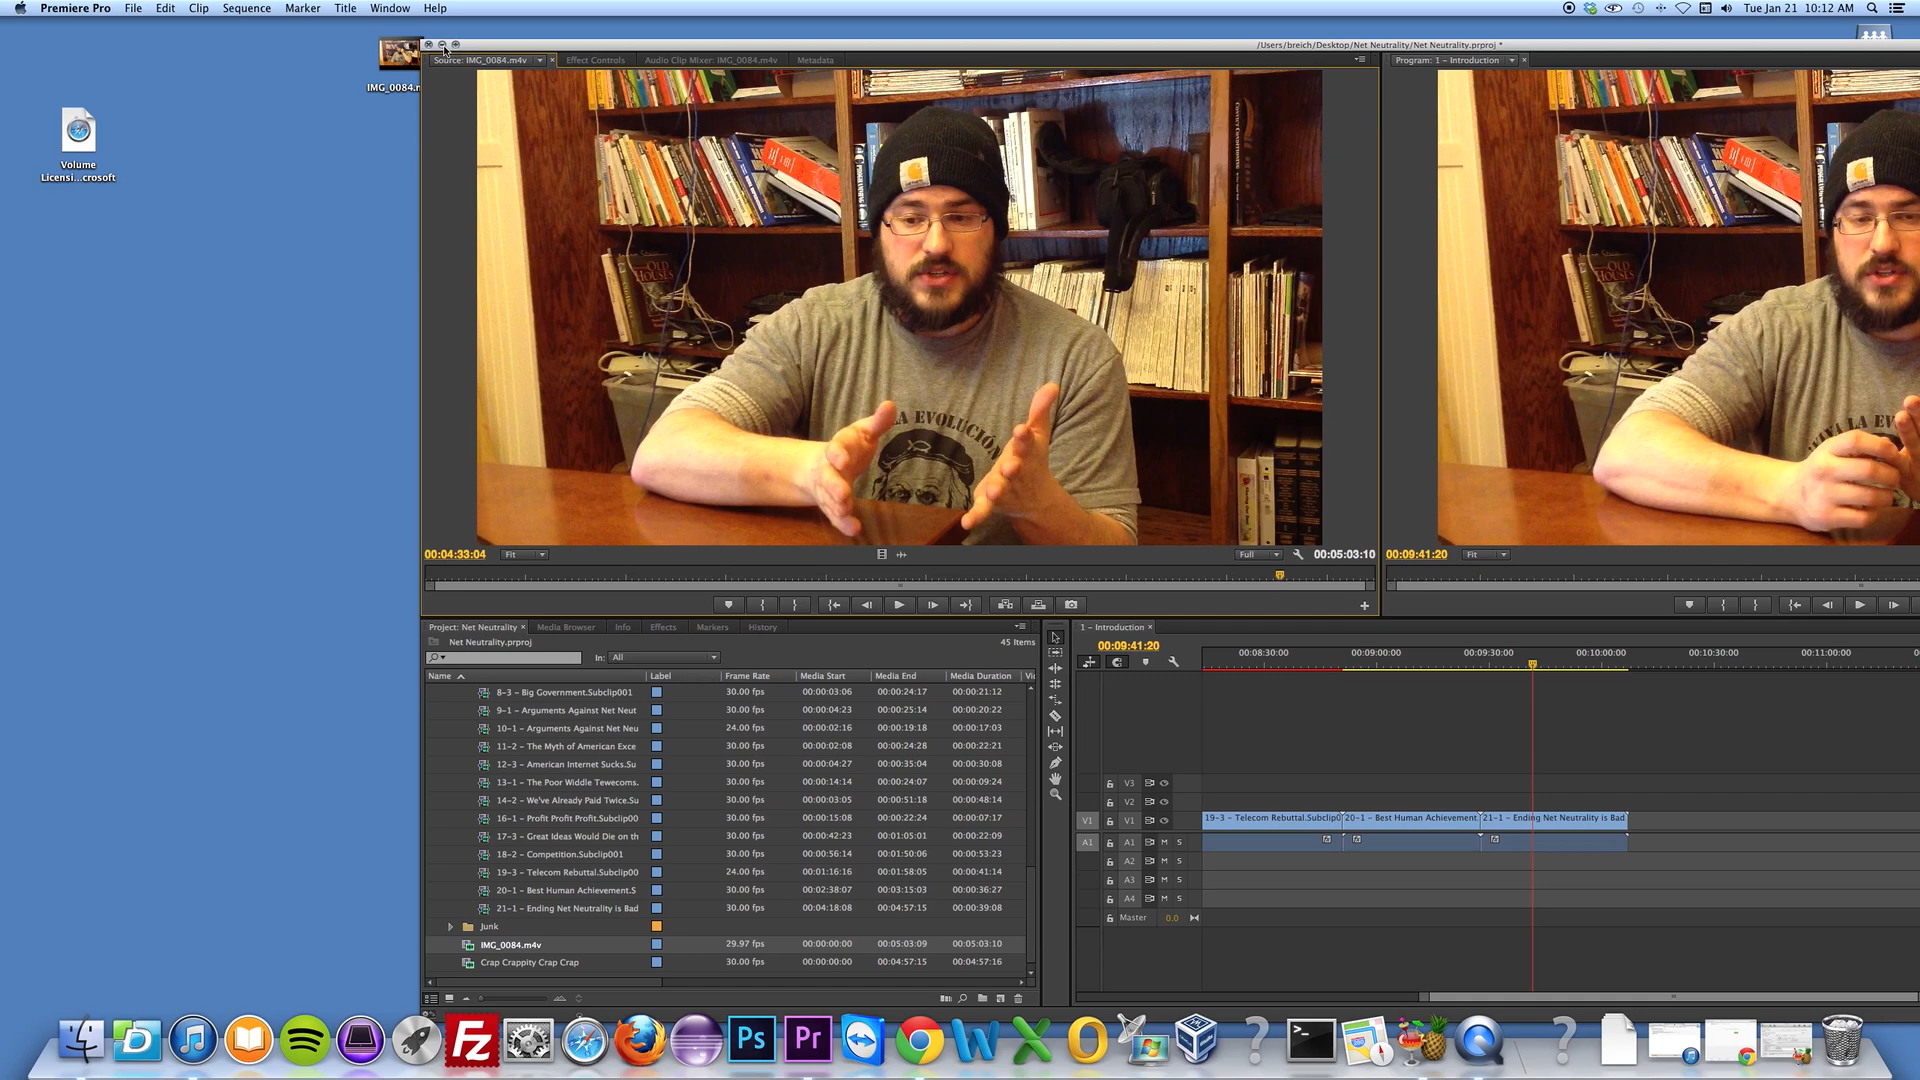 Premiere Pro File Edit Clip Sequence Marker Title Window Help
Tue Jan 21 10:12 AM
IMG_0084.m
Volume
Licensi...crosoft
/Users/breich/Desktop/Net Neutrality/Net Neutrality.prproj *
Source: IMG_0084.m4v Effect Controls Audio Clip Mixer: IMG_0084.m4v Metadata
Program: 1 - Introduction
OLD
HOUSES
carhartt
A EVOLUCIÓN
VIVA LA EV
00:04:33:04 Fit Full 00:05:03:10
00:09:41:20 Fit
Project: Net Neutrality Media Browser Info Effects Markers History
Net Neutrality.prproj 45 Items
In: All
Name Label Frame Rate Media Start Media End Media Duration Vi
8-3 - Big Government.Subclip001 30.00 fps 00:00:03:06 00:00:24:17 00:00:21:12
9-1 - Arguments Against Net Neut 30.00 fps 00:00:04:23 00:00:25:14 00:00:20:22
10-1 - Arguments Against Net Neu 24.00 fps 00:00:02:16 00:00:19:18 00:00:17:03
11-2 - The Myth of American Exce 30.00 fps 00:00:02:08 00:00:24:28 00:00:22:21
12-3 - American Internet Sucks.Su 30.00 fps 00:00:04:27 00:00:35:04 00:00:30:08
13-1 - The Poor Widdle Tewecoms. 30.00 fps 00:00:14:14 00:00:24:07 00:00:09:24
14-2 - We've Already Paid Twice.Su 30.00 fps 00:00:03:05 00:00:51:18 00:00:48:14
16-1 - Profit Profit Profit.Subclip00 30.00 fps 00:00:15:08 00:00:22:24 00:00:07:17
17-3 - Great Ideas Would Die on th 30.00 fps 00:00:42:23 00:01:05:01 00:00:22:09
18-2 - Competition.Subclip001 30.00 fps 00:00:56:14 00:01:50:06 00:00:53:23
19-3 - Telecom Rebuttal.Subclip00 24.00 fps 00:01:16:16 00:01:58:05 00:00:41:14
20-1 - Best Human Achievement.S 30.00 fps 00:02:38:07 00:03:15:03 00:00:36:27
21-1 - Ending Net Neutrality is Bad 30.00 fps 00:04:18:08 00:04:57:15 00:00:39:08
Junk
IMG_0084.m4v 29.97 fps 00:00:00:00 00:05:03:09 00:05:03:10
Crap Crappity Crap Crap 30.00 fps 00:00:00:00 00:04:57:15 00:04:57:16
1 - Introduction
00:09:41:20
00:08:30:00 00:09:00:00 00:09:30:00 00:10:00:00 00:10:30:00 00:11:00:00
V3
V2
V1 V1 19-3 - Telecom Rebuttal.Subclip0 20-1 - Best Human Achievement. 21-1 - Ending Net Neutrality is Bad
A1 A1 M S
A2 M S
A3 M S
A4 M S
Master 0.0
Fz Ps Pr